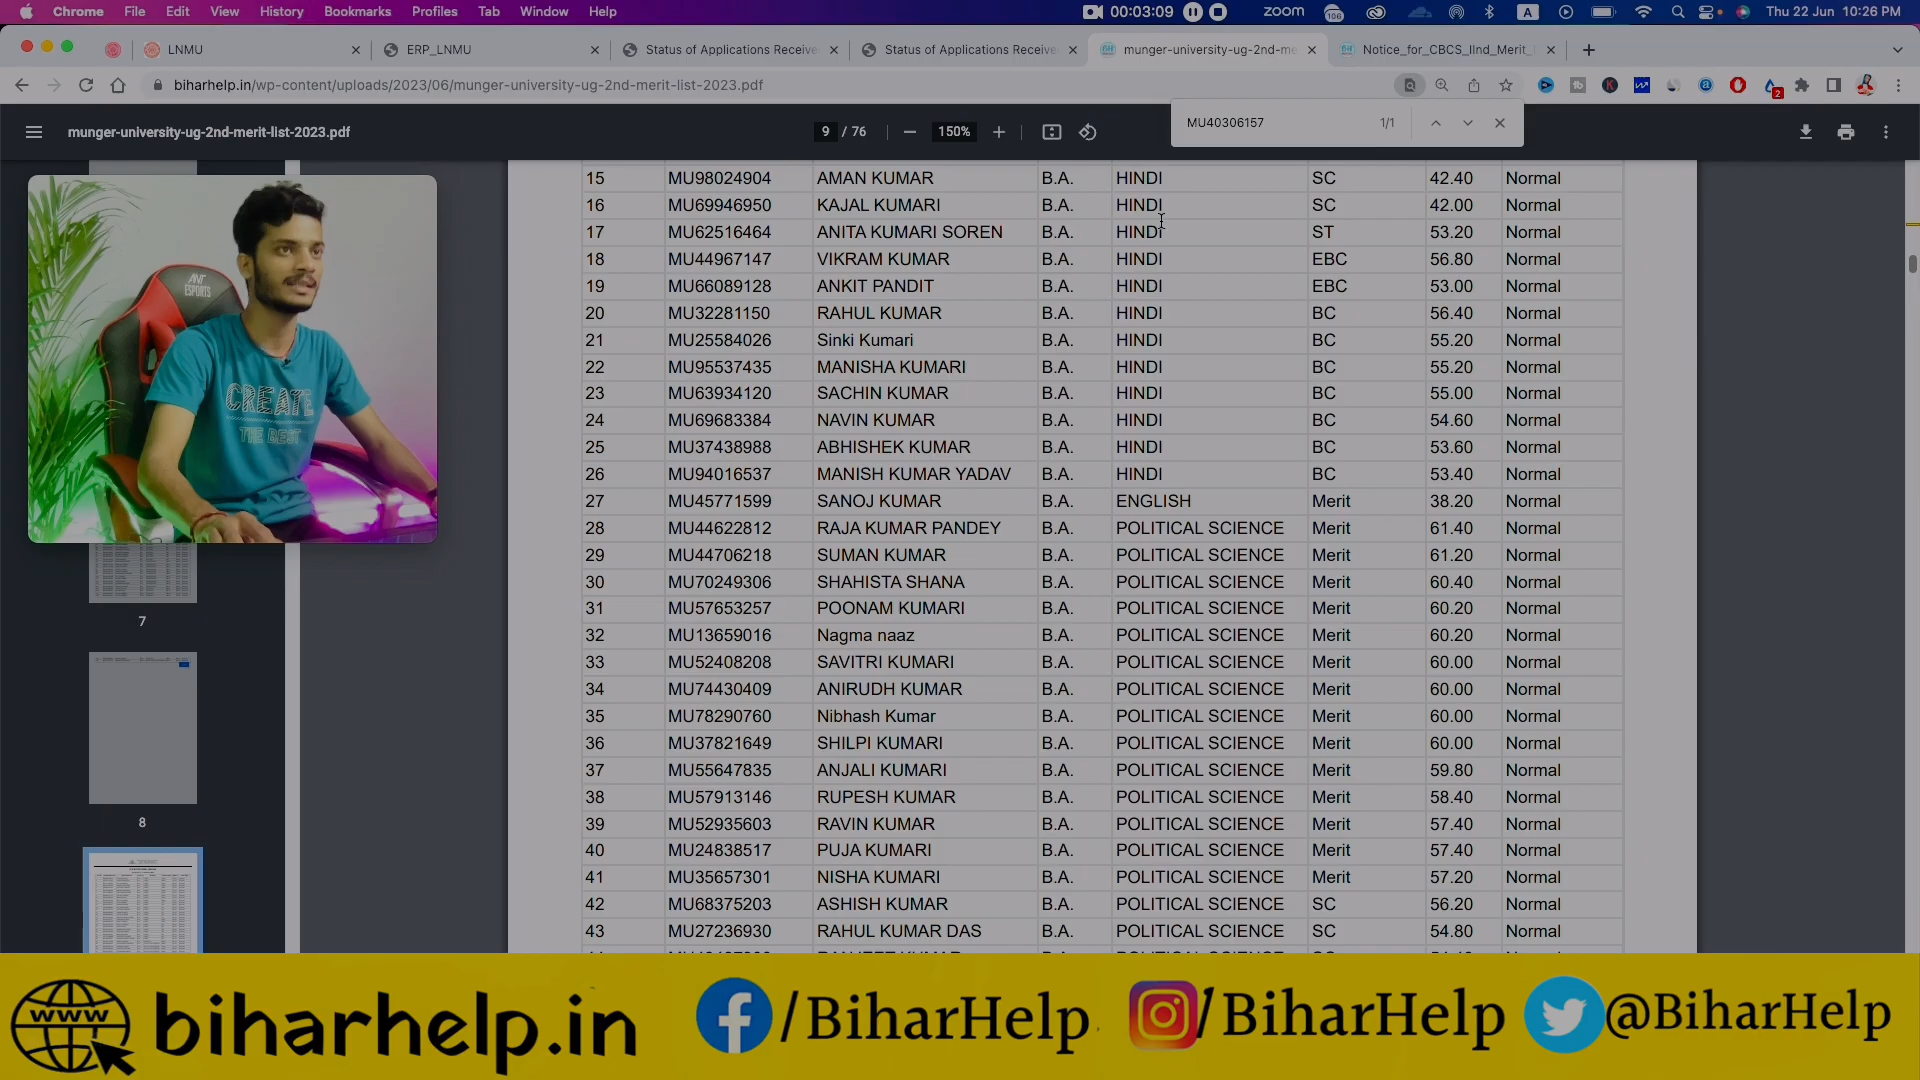 Chrome File Edit View History Bookmarks Profiles Tab Window Help 00:03:09 zoom 106 A Thu 22 Jun 10:26 PM
LNMU ERP_LNMU Status of Applications Receive Status of Applications Receive munger-university-ug-2nd-me Notice_for_CBCS_IInd_Merit_
biharhelp.in/wp-content/uploads/2023/06/munger-university-ug-2nd-merit-list-2023.pdf 2
munger-university-ug-2nd-merit-list-2023.pdf 9 / 76 150% MU40306157 1/1
15 MU98024904 AMAN KUMAR B.A. HINDI SC 42.40 Normal
16 MU69946950 KAJAL KUMARI B.A. HINDI SC 42.00 Normal
17 MU62516464 ANITA KUMARI SOREN B.A. HINDI ST 53.20 Normal
18 MU44967147 VIKRAM KUMAR B.A. HINDI EBC 56.80 Normal
19 MU66089128 ANKIT PANDIT B.A. HINDI EBC 53.00 Normal
20 MU32281150 RAHUL KUMAR B.A. HINDI BC 56.40 Normal
21 MU25584026 Sinki Kumari B.A. HINDI BC 55.20 Normal
22 MU95537435 MANISHA KUMARI B.A. HINDI BC 55.20 Normal
23 MU63934120 SACHIN KUMAR B.A. HINDI BC 55.00 Normal
24 MU69683384 NAVIN KUMAR B.A. HINDI BC 54.60 Normal
25 MU37438988 ABHISHEK KUMAR B.A. HINDI BC 53.60 Normal
26 MU94016537 MANISH KUMAR YADAV B.A. HINDI BC 53.40 Normal
27 MU45771599 SANOJ KUMAR B.A. ENGLISH Merit 38.20 Normal
28 MU44622812 RAJA KUMAR PANDEY B.A. POLITICAL SCIENCE Merit 61.40 Normal
29 MU44706218 SUMAN KUMAR B.A. POLITICAL SCIENCE Merit 61.20 Normal
30 MU70249306 SHAHISTA SHANA B.A. POLITICAL SCIENCE Merit 60.40 Normal
31 MU57653257 POONAM KUMARI B.A. POLITICAL SCIENCE Merit 60.20 Normal
32 MU13659016 Nagma naaz B.A. POLITICAL SCIENCE Merit 60.20 Normal
33 MU52408208 SAVITRI KUMARI B.A. POLITICAL SCIENCE Merit 60.00 Normal
34 MU74430409 ANIRUDH KUMAR B.A. POLITICAL SCIENCE Merit 60.00 Normal
35 MU78290760 Nibhash Kumar B.A. POLITICAL SCIENCE Merit 60.00 Normal
36 MU37821649 SHILPI KUMARI B.A. POLITICAL SCIENCE Merit 60.00 Normal
37 MU55647835 ANJALI KUMARI B.A. POLITICAL SCIENCE Merit 59.80 Normal
38 MU57913146 RUPESH KUMAR B.A. POLITICAL SCIENCE Merit 58.40 Normal
39 MU52935603 RAVIN KUMAR B.A. POLITICAL SCIENCE Merit 57.40 Normal
40 MU24838517 PUJA KUMARI B.A. POLITICAL SCIENCE Merit 57.40 Normal
41 MU35657301 NISHA KUMARI B.A. POLITICAL SCIENCE Merit 57.20 Normal
42 MU68375203 ASHISH KUMAR B.A. POLITICAL SCIENCE SC 56.20 Normal
43 MU27236930 RAHUL KUMAR DAS B.A. POLITICAL SCIENCE SC 54.80 Normal
ANT
ESPORTS
CREATE
THE BEST
7
8
www biharhelp.in /BiharHelp /BiharHelp @BiharHelp